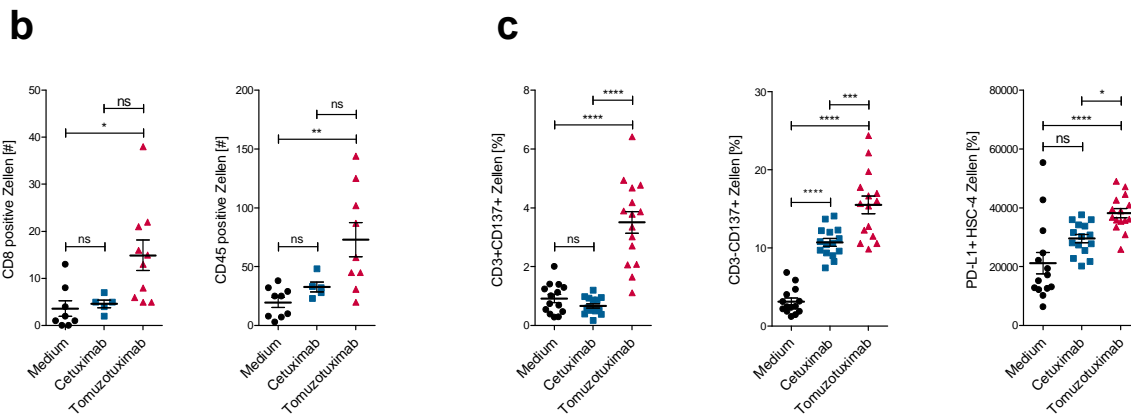 b
c
CD8 positive Zellen [#]
50
40
30
20
10
0
ns
*
ns
Medium
Cetuximab
Tomuzotuximab
CD45 positive Zellen [#]
200
150
100
50
0
ns
**
ns
Medium
Cetuximab
Tomuzotuximab
CD3+CD137+ Zellen [%]
8
6
4
2
0
****
****
ns
Medium
Cetuximab
Tomuzotuximab
CD3-CD137+ Zellen [%]
30
20
10
0
***
****
****
Medium
Cetuximab
Tomuzotuximab
PD-L1+ HSC-4 Zellen [%]
80000
60000
40000
20000
0
*
****
ns
Medium
Cetuximab
Tomuzotuximab